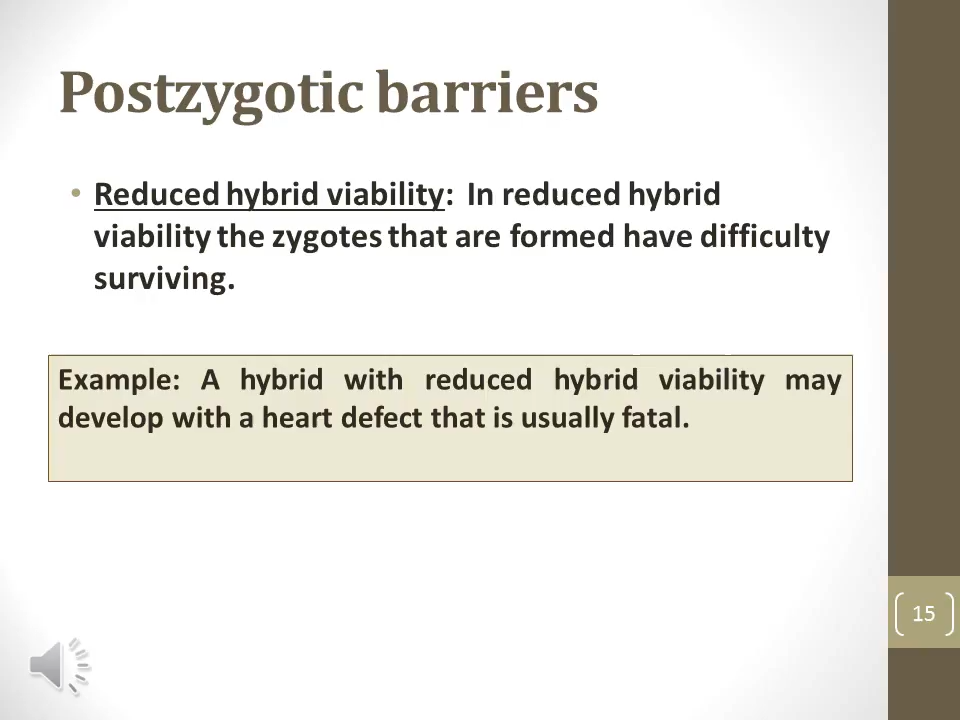 Postzygotic barriers
• Reduced hybrid viability: In reduced hybrid
viability the zygotes that are formed have difficulty
surviving.
Example: A hybrid with reduced hybrid viability may
develop with a heart defect that is usually fatal.
15